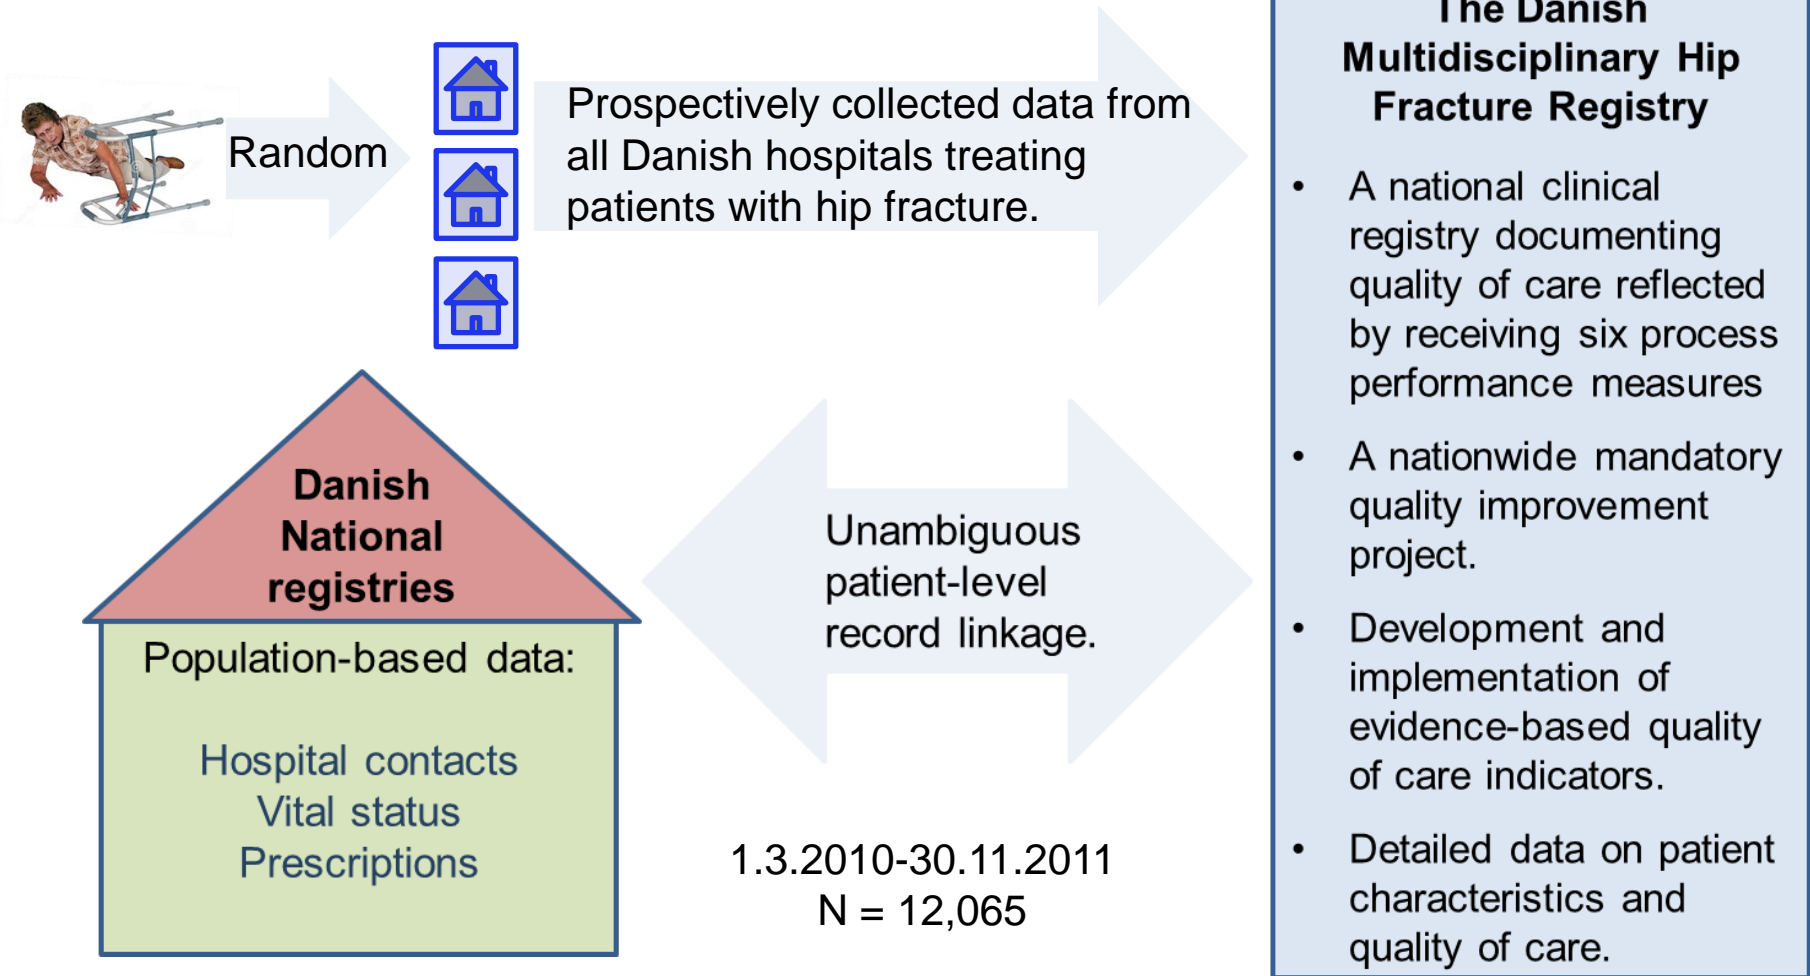 Random
Prospectively collected data from
all Danish hospitals treating
patients with hip fracture.
The Danish
Multidisciplinary Hip
Fracture Registry
• A national clinical
registry documenting
quality of care reflected
by receiving six process
performance measures
• A nationwide mandatory
quality improvement
project.
• Development and
implementation of
evidence-based quality
of care indicators.
• Detailed data on patient
characteristics and
quality of care.
Danish
National
registries
Population-based data:
Hospital contacts
Vital status
Prescriptions
Unambiguous
patient-level
record linkage.
1.3.2010-30.11.2011
N = 12,065